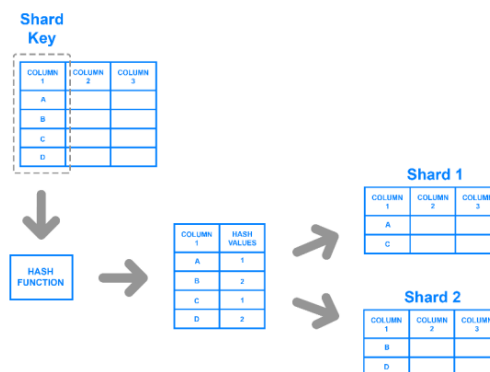 Shard
Key
COLUMN 1 COLUMN 2 COLUMN 3
A
B
C
D
HASH
FUNCTION
COLUMN 1 HASH VALUES
A 1
B 2
C 1
D 2
Shard 1
COLUMN 1 COLUMN 2 COLUMN 3
A
C
Shard 2
COLUMN 1 COLUMN 2 COLUMN 3
B
D